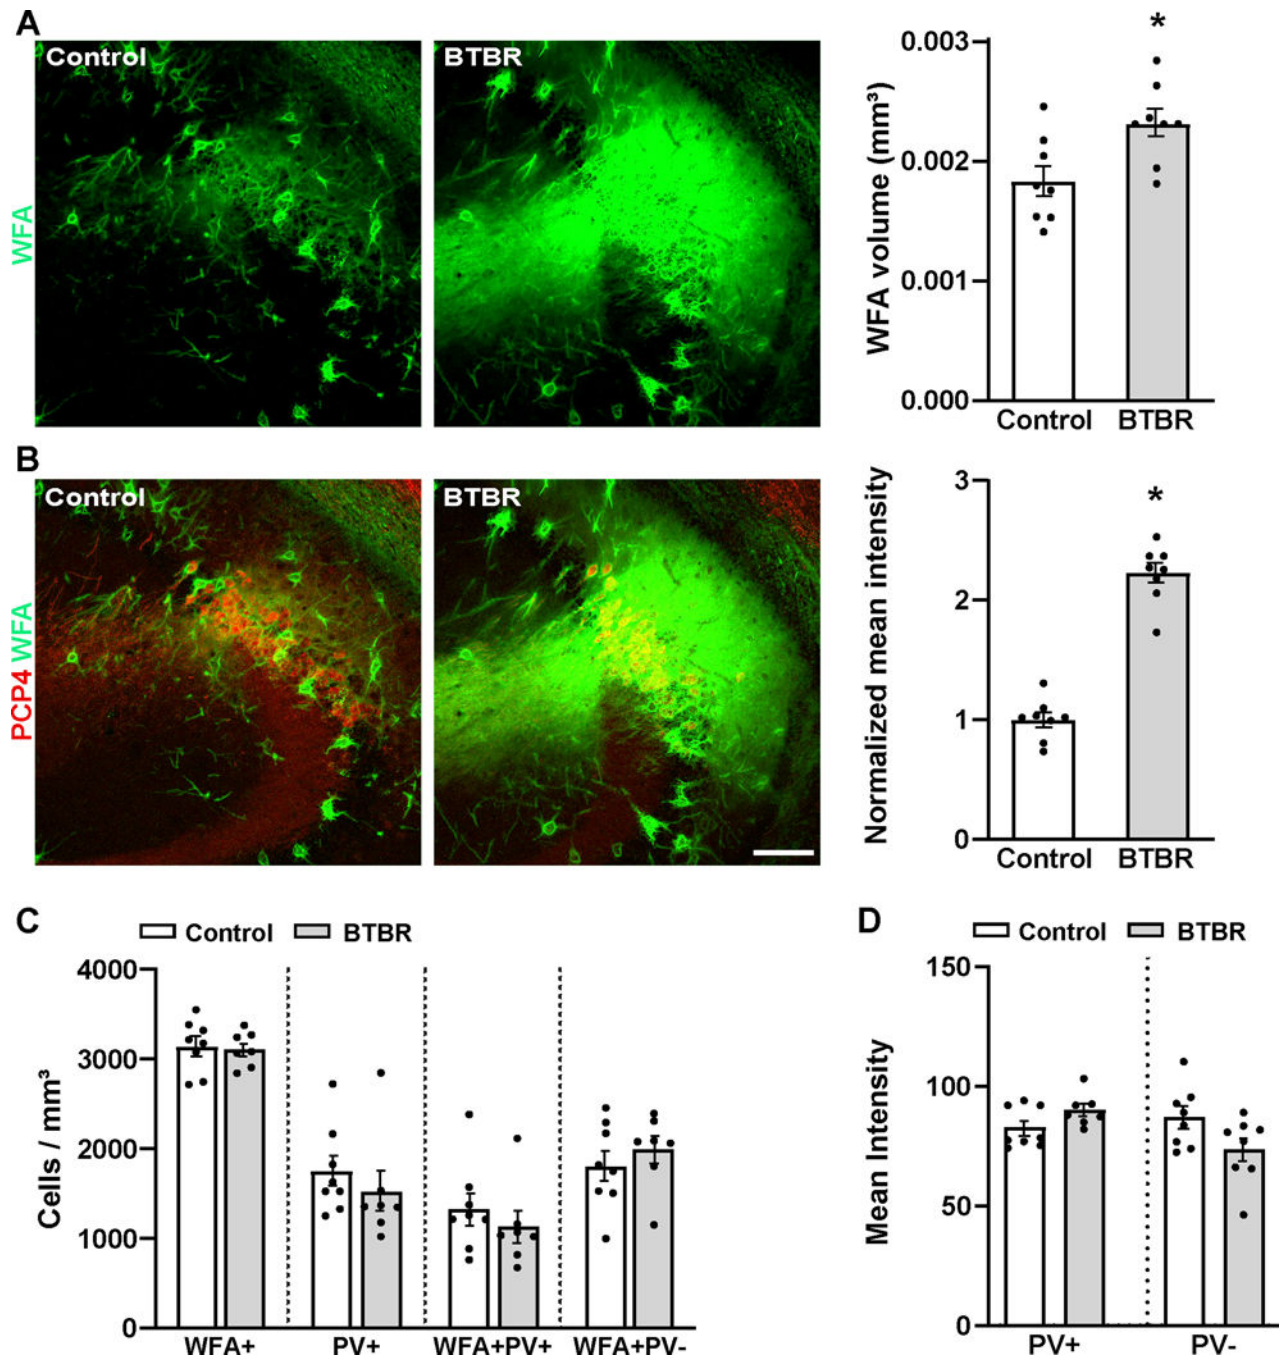 A
Control
BTBR
WFA
WFA volume (mm³)
0.003
0.002
0.001
0.000
*
Control
BTBR
B
Control
BTBR
PCP4 WFA
Normalized mean intensity
3
2
1
0
*
Control
BTBR
C
Control
BTBR
Cells / mm³
4000
3000
2000
1000
0
WFA+
PV+
WFA+PV+
WFA+PV-
D
Control
BTBR
Mean Intensity
150
100
50
0
PV+
PV-